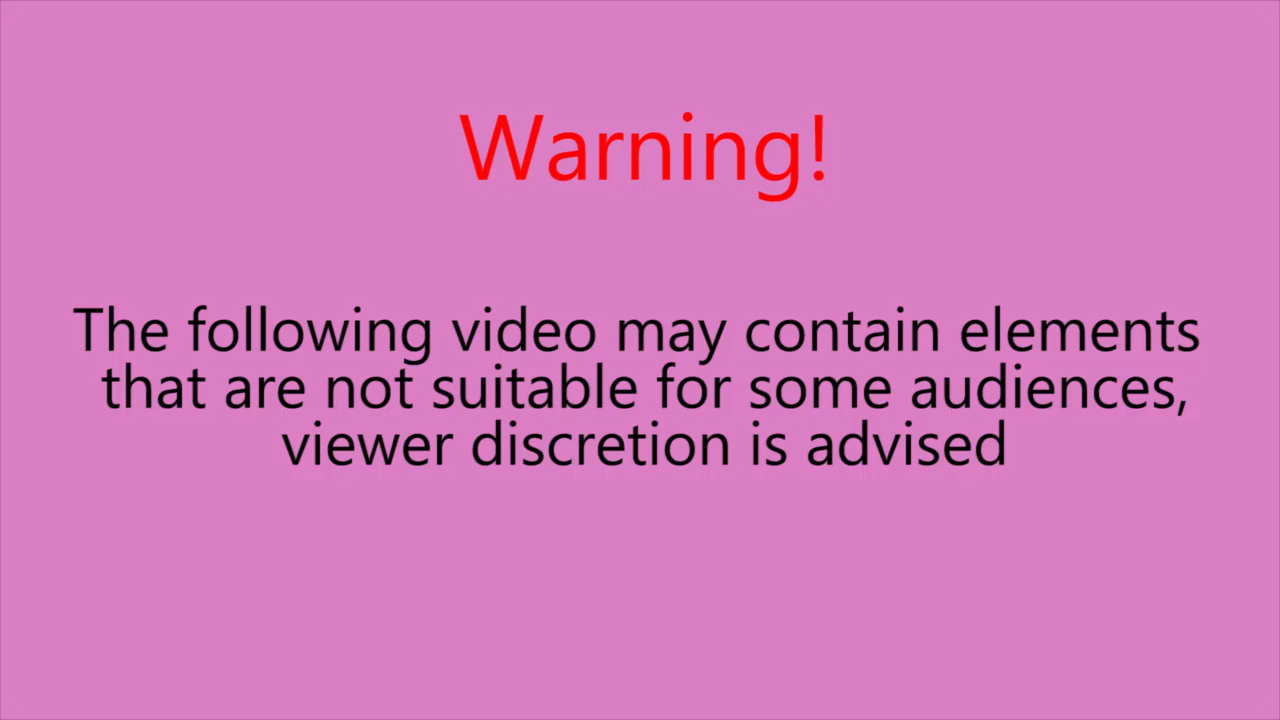 Warning!
The following video may contain elements
that are not suitable for some audiences,
viewer discretion is advised